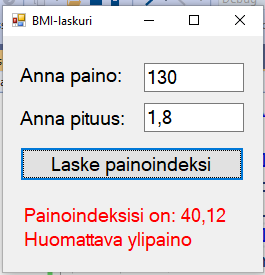 BMI-laskuri
Anna paino: 130
Anna pituus: 1,8
Laske painoindeksi
Painoindeksisi on: 40,12
Huomattava ylipaino